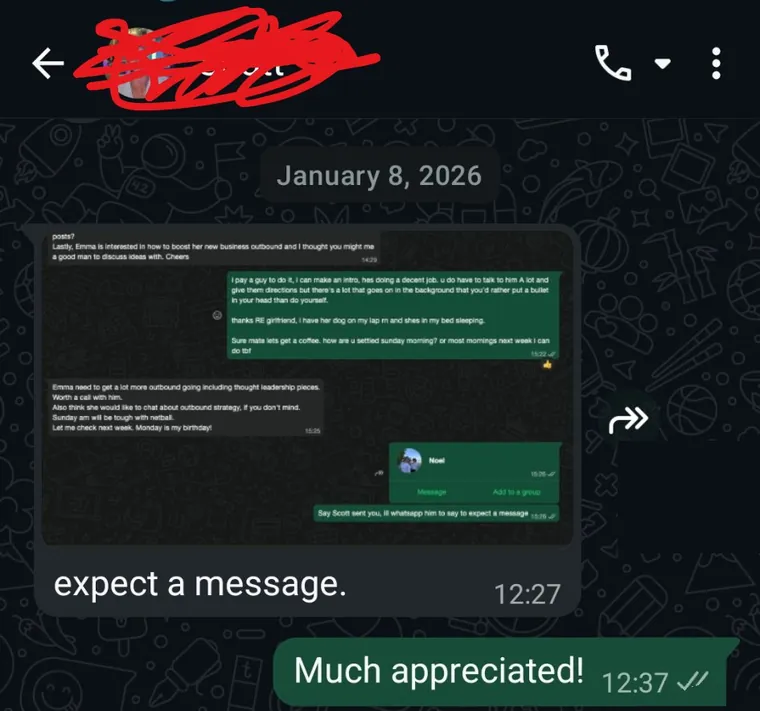 January 8, 2026
posts?
Lastly, Emma is interested in how to boost her new business outbound and I thought you might me
a good man to discuss ideas with. Cheers
14:29
I pay a guy to do it, i can make an intro, hes doing a decent job. u do have to talk to him A lot and
give them directions but there's a lot that goes on in the background that you'd rather put a bullet
in your head than do yourself.
thanks RE girlfriend, i have her dog on my lap rn and shes in my bed sleeping.
Sure mate lets get a coffee. how are u settled sunday morning? or most mornings next week i can
do tbf
15:22
Emma need to get a lot more outbound going including thought leadership pieces.
Worth a call with him.
Also think she would like to chat about outbound strategy, if you don't mind.
Sunday am will be tough with netball.
Let me check next week. Monday is my birthday!
15:25
Noel
15:26
Message Add to a group
Say Scott sent you, ill whatsapp him to say to expect a message
expect a message.
12:27
Much appreciated! 12:37